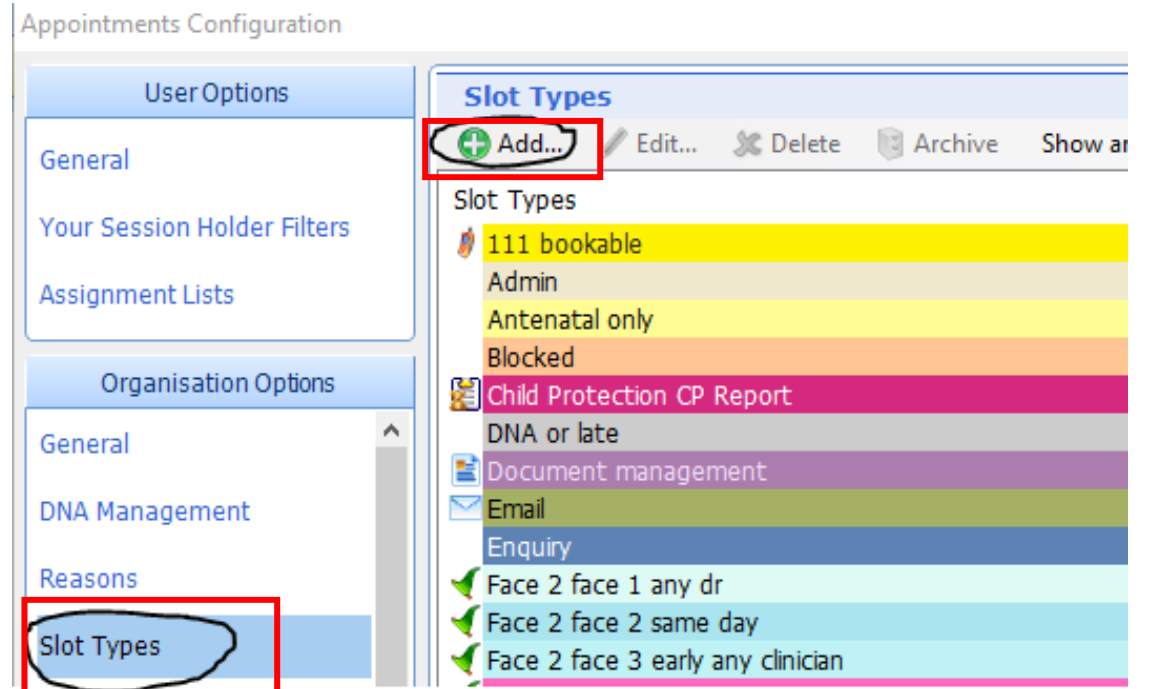 Appointments Configuration
User Options
General
Your Session Holder Filters
Assignment Lists
Organisation Options
General
DNA Management
Reasons
Slot Types
Slot Types
Add... Edit... Delete Archive Show ar
Slot Types
111 bookable
Admin
Antenatal only
Blocked
Child Protection CP Report
DNA or late
Document management
Email
Enquiry
Face 2 face 1 any dr
Face 2 face 2 same day
Face 2 face 3 early any clinician